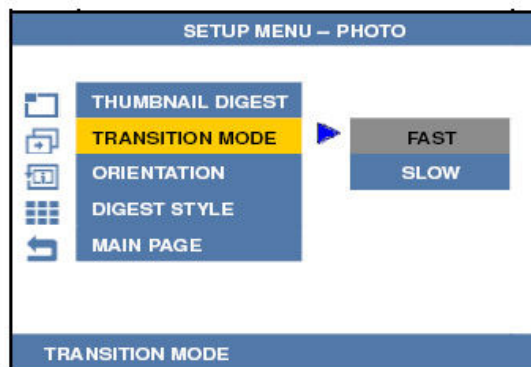 SETUP MENU – PHOTO
THUMBNAIL DIGEST
TRANSITION MODE
ORIENTATION
DIGEST STYLE
MAIN PAGE
FAST
SLOW
TRANSITION MODE